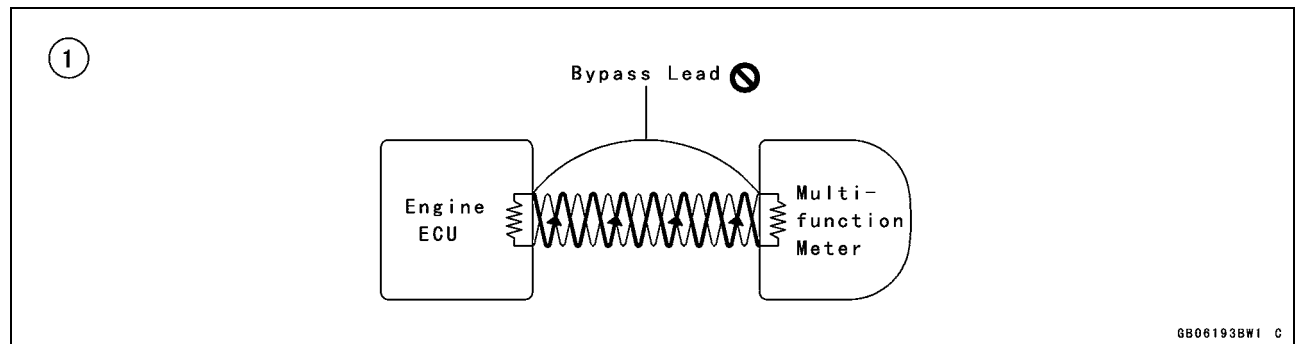 1
Bypass Lead
Engine
ECU
Multi-
function
Meter
GB06193BW1 C